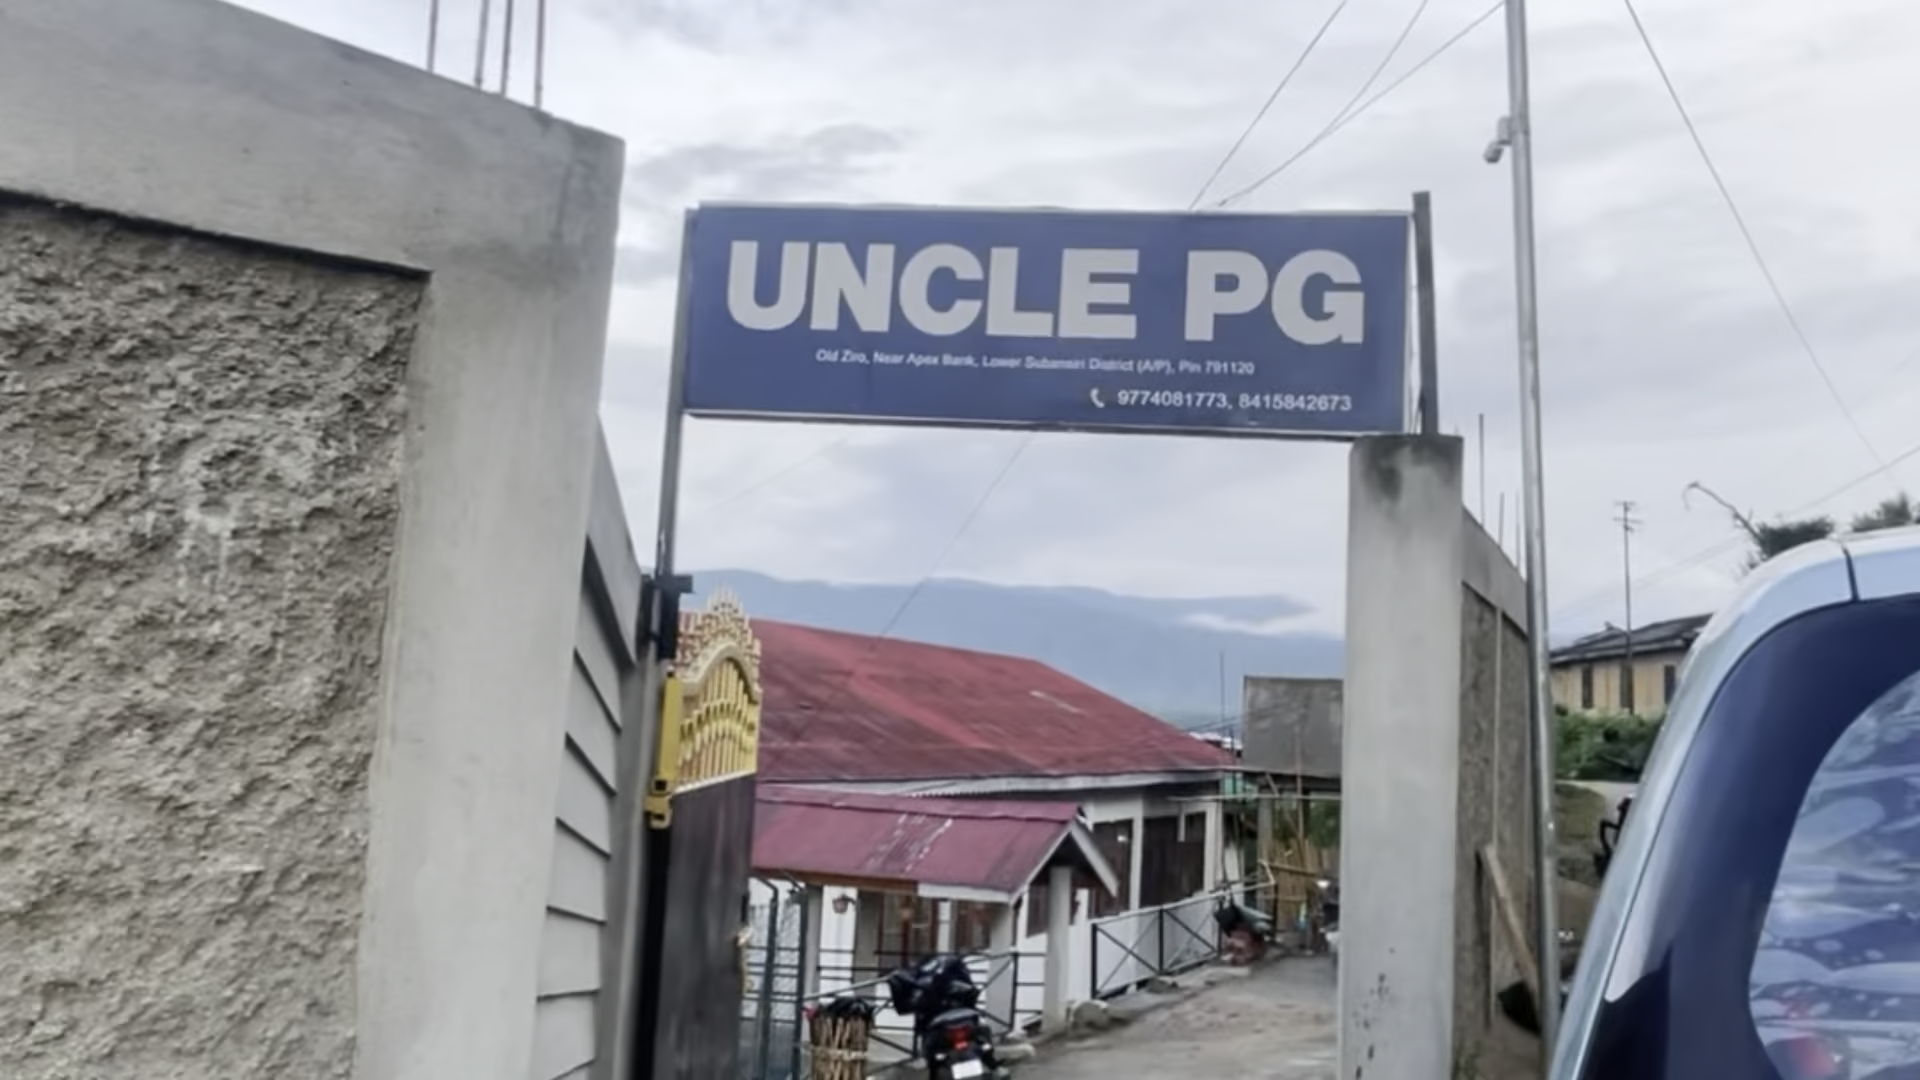 UNCLE PG
Old Ziro, Near Apex Bank, Lower Subansiri District (A/P), Pin 791120
9774081773, 8415842673